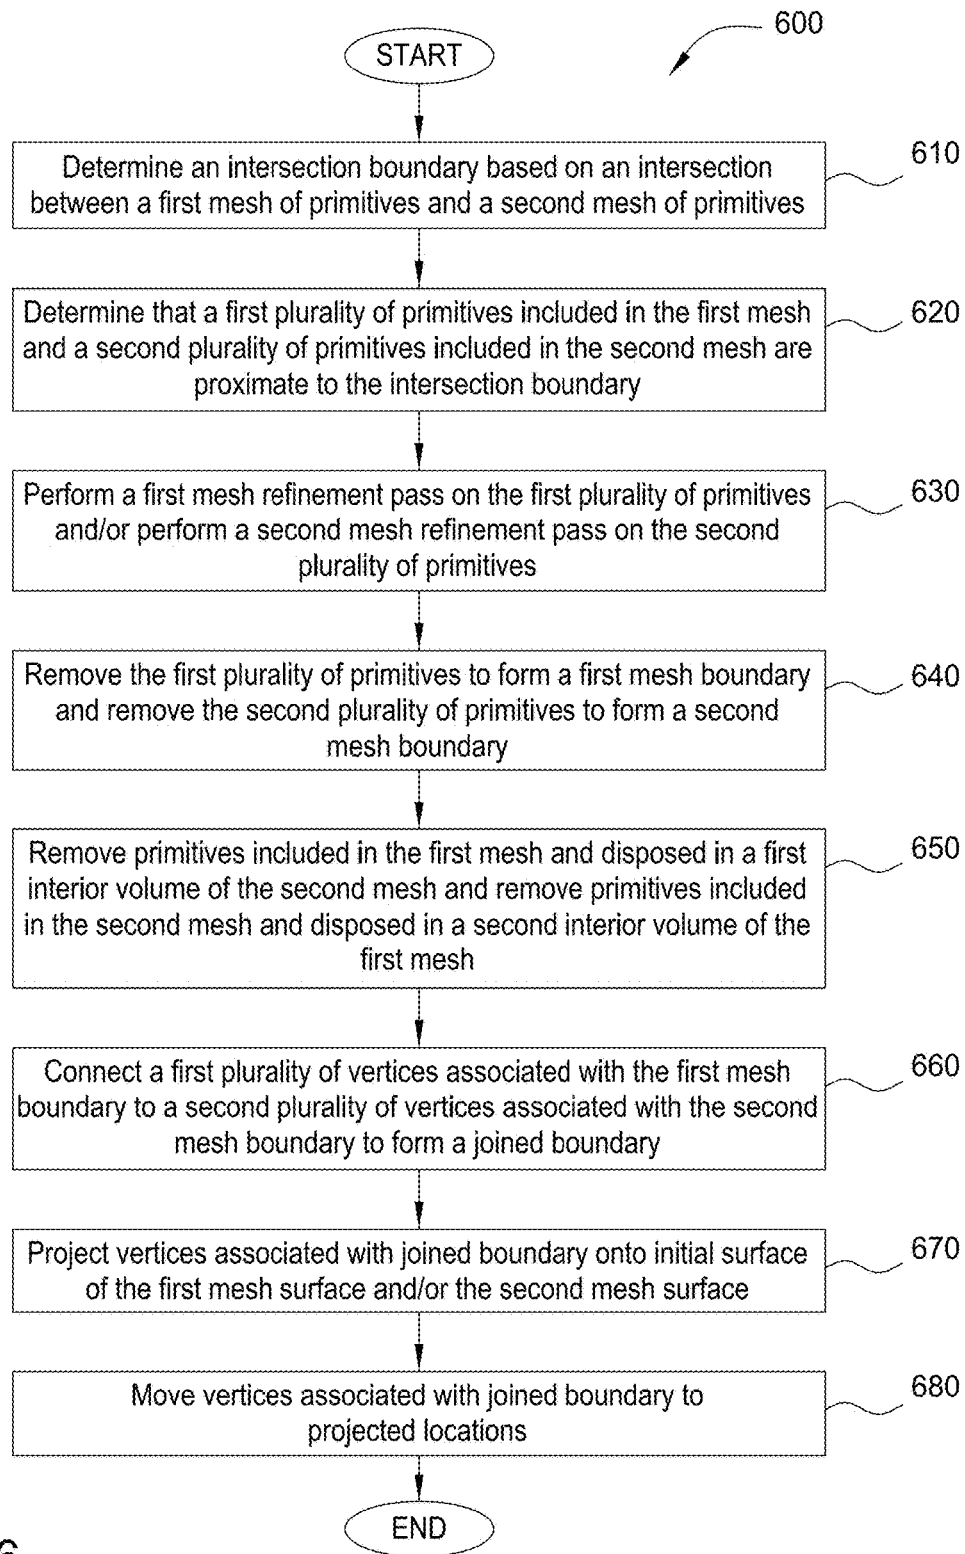 600
START
Determine an intersection boundary based on an intersection
between a first mesh of primitives and a second mesh of primitives
610
Determine that a first plurality of primitives included in the first mesh
and a second plurality of primitives included in the second mesh are
proximate to the intersection boundary
620
Perform a first mesh refinement pass on the first plurality of primitives
and/or perform a second mesh refinement pass on the second
plurality of primitives
630
Remove the first plurality of primitives to form a first mesh boundary
and remove the second plurality of primitives to form a second
mesh boundary
640
Remove primitives included in the first mesh and disposed in a first
interior volume of the second mesh and remove primitives included
in the second mesh and disposed in a second interior volume of the
first mesh
650
Connect a first plurality of vertices associated with the first mesh
boundary to a second plurality of vertices associated with the second
mesh boundary to form a joined boundary
660
Project vertices associated with joined boundary onto initial surface
of the first mesh surface and/or the second mesh surface
670
Move vertices associated with joined boundary to
projected locations
680
END